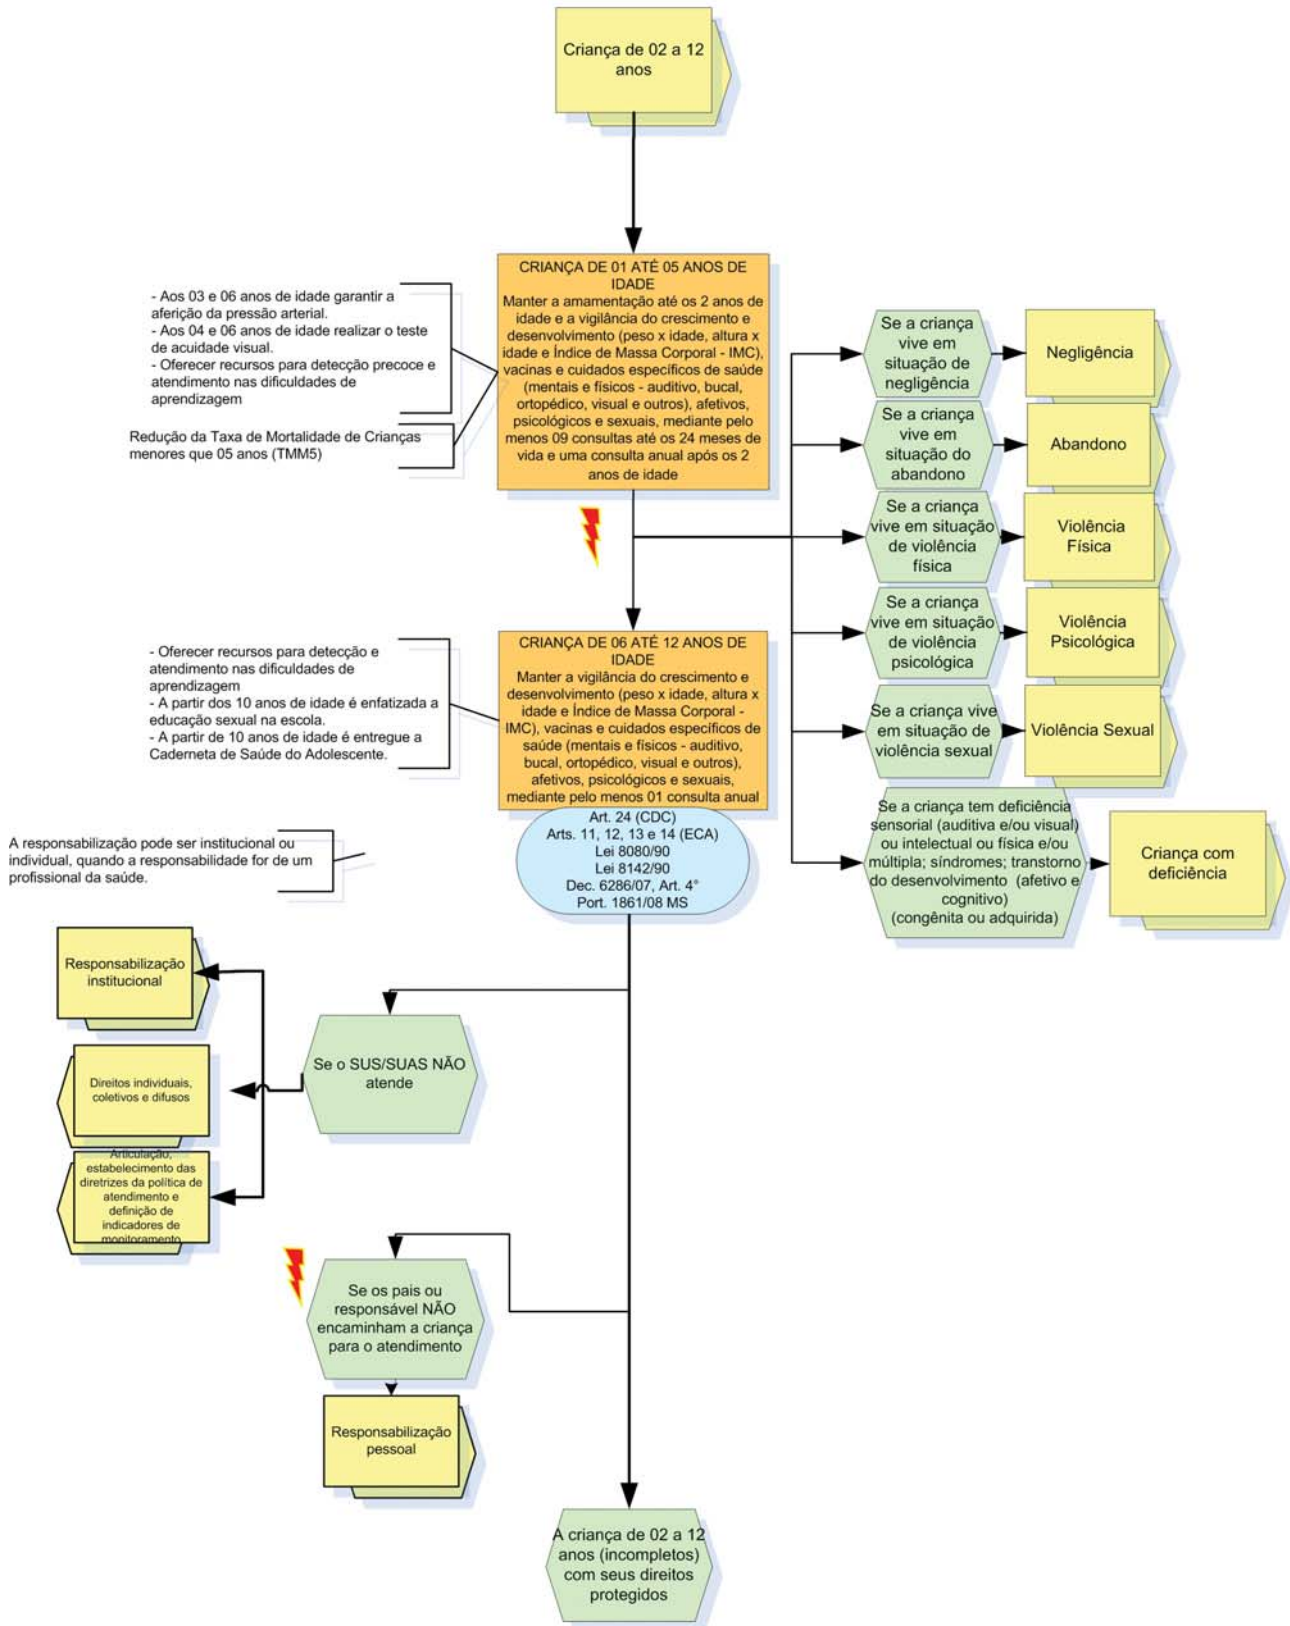 Criança de 02 a 12
anos
CRIANÇA DE 01 ATÉ 05 ANOS DE
IDADE
Manter a amamentação até os 2 anos de
idade e a vigilância do crescimento e
desenvolvimento (peso x idade, altura x
idade e Índice de Massa Corporal - IMC),
vacinas e cuidados específicos de saúde
(mentais e físicos - auditivo, bucal,
ortopédico, visual e outros), afetivos,
psicológicos e sexuais, mediante pelo
menos 09 consultas até os 24 meses de
vida e uma consulta anual após os 2
anos de idade
- Aos 03 e 06 anos de idade garantir a
aferição da pressão arterial.
- Aos 04 e 06 anos de idade realizar o teste
de acuidade visual.
- Oferecer recursos para detecção precoce e
atendimento nas dificuldades de
aprendizagem
Redução da Taxa de Mortalidade de Crianças
menores que 05 anos (TMM5)
Se a criança
vive em
situação de
negligência
Negligência
Se a criança
vive em
situação do
abandono
Abandono
Se a criança
vive em situação
de violência
física
Violência
Física
Se a criança
vive em situação
de violência
psicológica
Violência
Psicológica
Se a criança vive
em situação de
violência sexual
Violência Sexual
Se a criança tem deficiência
sensorial (auditiva e/ou visual)
ou intelectual ou física e/ou
múltipla; síndromes; transtorno
do desenvolvimento (afetivo e
cognitivo)
(congênita ou adquirida)
Criança com
deficiência
CRIANÇA DE 06 ATÉ 12 ANOS DE
IDADE
Manter a vigilância do crescimento e
desenvolvimento (peso x idade, altura x
idade e Índice de Massa Corporal -
IMC), vacinas e cuidados específicos de
saúde (mentais e físicos - auditivo,
bucal, ortopédico, visual e outros),
afetivos, psicológicos e sexuais,
mediante pelo menos 01 consulta anual
- Oferecer recursos para detecção e
atendimento nas dificuldades de
aprendizagem
- A partir dos 10 anos de idade é enfatizada a
educação sexual na escola.
- A partir de 10 anos de idade é entregue a
Caderneta de Saúde do Adolescente.
Art. 24 (CDC)
Arts. 11, 12, 13 e 14 (ECA)
Lei 8080/90
Lei 8142/90
Dec. 6286/07, Art. 4°
Port. 1861/08 MS
A responsabilização pode ser institucional ou
individual, quando a responsabilidade for de um
profissional da saúde.
Responsabilização
institucional
Se o SUS/SUAS NÃO
atende
Direitos individuais,
coletivos e difusos
Articulação,
estabelecimento das
diretrizes da política de
atendimento e
definição de
indicadores de
monitoramento
Se os pais ou
responsável NÃO
encaminham a criança
para o atendimento
Responsabilização
pessoal
A criança de 02 a 12
anos (incompletos)
com seus direitos
protegidos